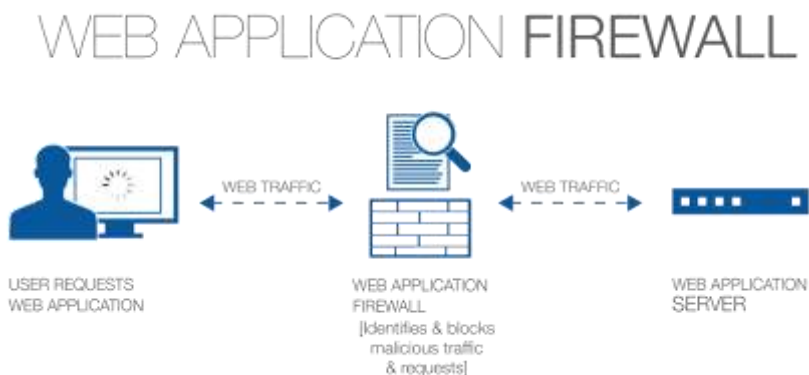 WEB APPLICATION FIREWALL
WEB TRAFFIC
WEB TRAFFIC
USER REQUESTS
WEB APPLICATION
WEB APPLICATION
FIREWALL
[Identifies & blocks
malicious traffic
& requests]
WEB APPLICATION
SERVER